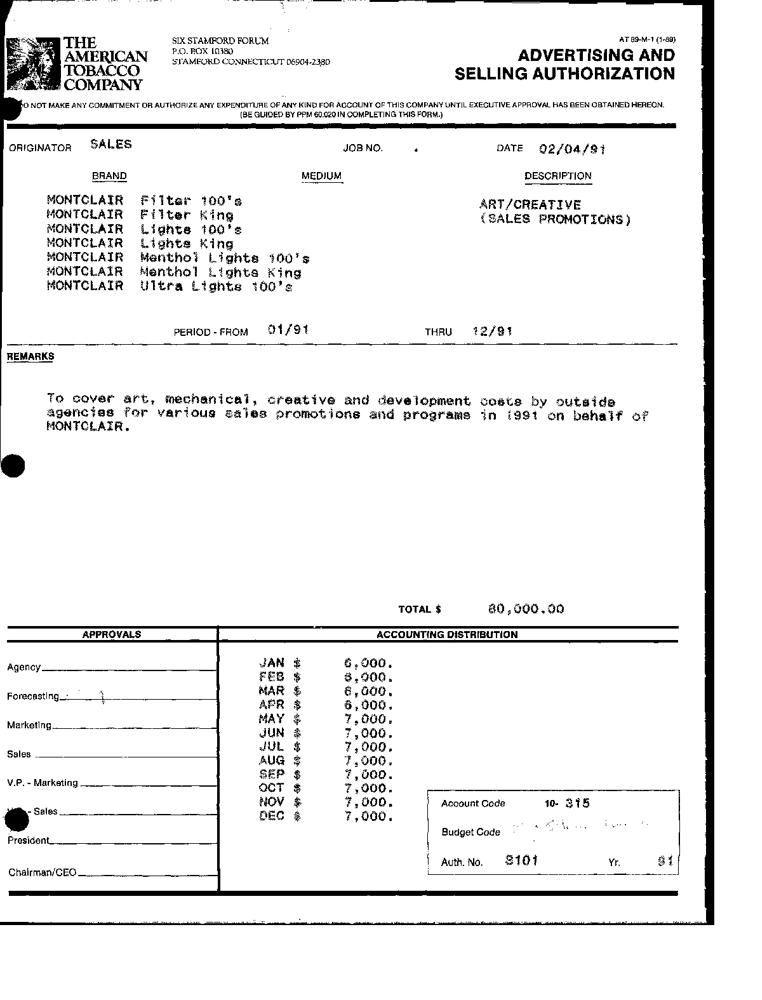 THE
AMERICAN
TOBACCO
COMPANY
SIX STAMFORD FORUM
P.O. BOX 10380
STAMFORD CONNECTICUT 06904-2380
AT 89-M-1 (1-89)
ADVERTISING AND
SELLING AUTHORIZATION
O NOT MAKE ANY COMMITMENT OR AUTHORIZE ANY EXPENDITURE OF ANY KIND FOR ACCOUNT OF THIS COMPANY UNTIL EXECUTIVE APPROVAL HAS BEEN OBTAINED HEREON.
(BE GUIDED BY PPM 60.020 IN COMPLETING THIS FORM.)
ORIGINATOR SALES JOB NO. DATE 02/04/91
BRAND MEDIUM DESCRIPTION
MONTCLAIR Filter 100's ART/CREATIVE
MONTCLAIR Filter King (SALES PROMOTIONS)
MONTCLAIR Lights 100's
MONTCLAIR Lights King
MONTCLAIR Menthol Lights 100's
MONTCLAIR Menthol Lights King
MONTCLAIR Ultra Lights 100's
PERIOD - FROM 01/91 THRU 12/91
REMARKS
To cover art, mechanical, creative and development costs by outside
agencies for various sales promotions and programs in 1991 on behalf of
MONTCLAIR.
TOTAL $ 80,000.00
APPROVALS ACCOUNTING DISTRIBUTION
Agency
Forecasting
Marketing
Sales
V.P. - Marketing
- Sales
President
Chairman/CEO
JAN $ 6,000.
FEB $ 6,000.
MAR $ 6,000.
APR $ 6,000.
MAY $ 7,000.
JUN $ 7,000.
JUL $ 7,000.
AUG $ 7,000.
SEP $ 7,000.
OCT $ 7,000.
NOV $ 7,000.
DEC $ 7,000.
Account Code 10- 315
Budget Code
Auth. No. 3101 Yr. 91